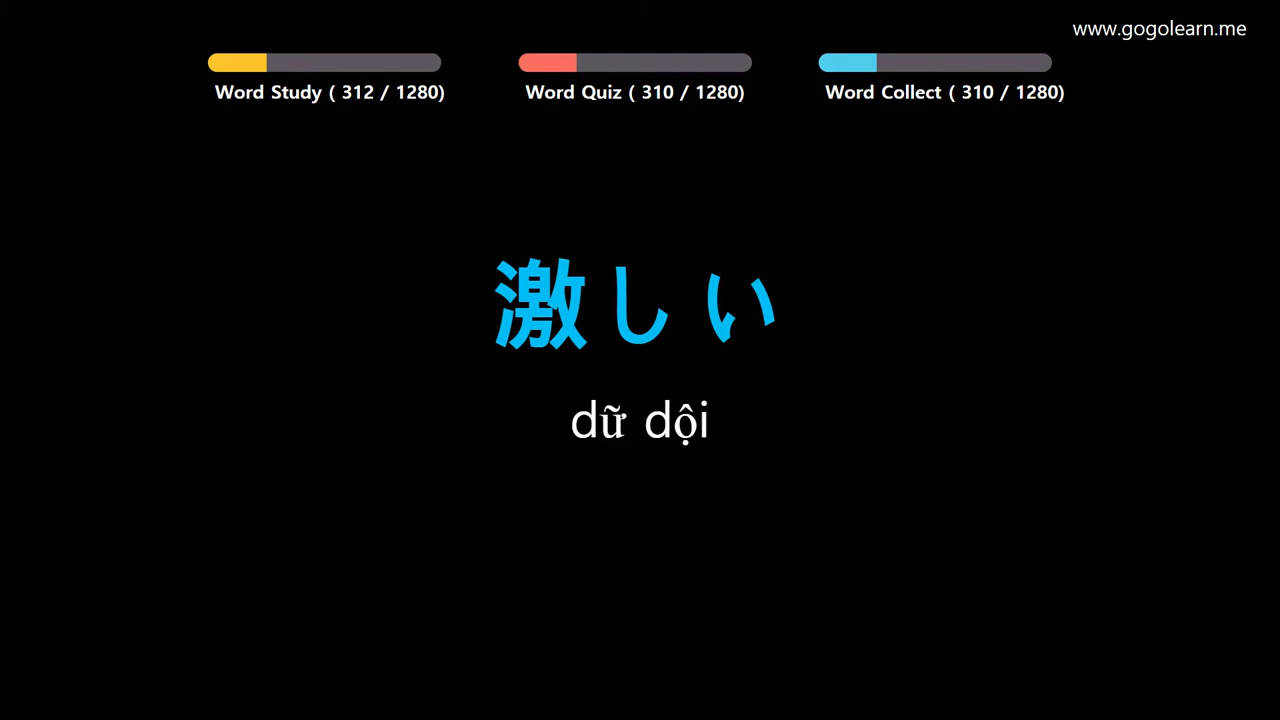 www.gogolearn.me
Word Study ( 312 / 1280)
Word Quiz ( 310 / 1280)
Word Collect ( 310 / 1280)
激しい
dữ dội